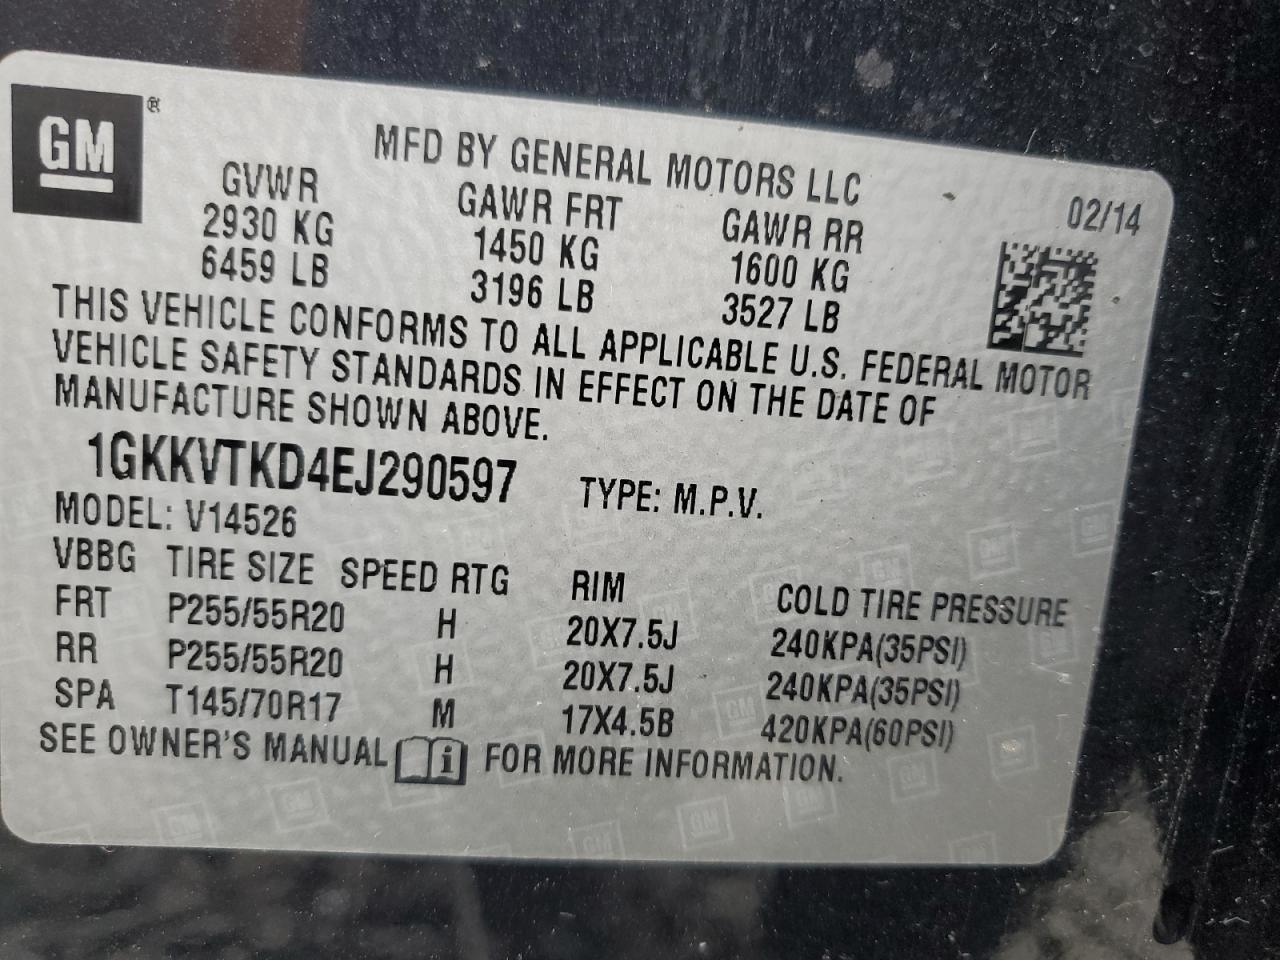 GM ®
MFD BY GENERAL MOTORS LLC
02/14
GVWR GAWR FRT GAWR RR
2930 KG 1450 KG 1600 KG
6459 LB 3196 LB 3527 LB
THIS VEHICLE CONFORMS TO ALL APPLICABLE U.S. FEDERAL MOTOR
VEHICLE SAFETY STANDARDS IN EFFECT ON THE DATE OF
MANUFACTURE SHOWN ABOVE.
1GKKVTKD4EJ290597 TYPE: M.P.V.
MODEL: V14526
VBBG TIRE SIZE SPEED RTG RIM COLD TIRE PRESSURE
FRT P255/55R20 H 20X7.5J 240KPA(35PSI)
RR P255/55R20 H 20X7.5J 240KPA(35PSI)
SPA T145/70R17 M 17X4.5B 420KPA(60PSI)
SEE OWNER'S MANUAL i FOR MORE INFORMATION.